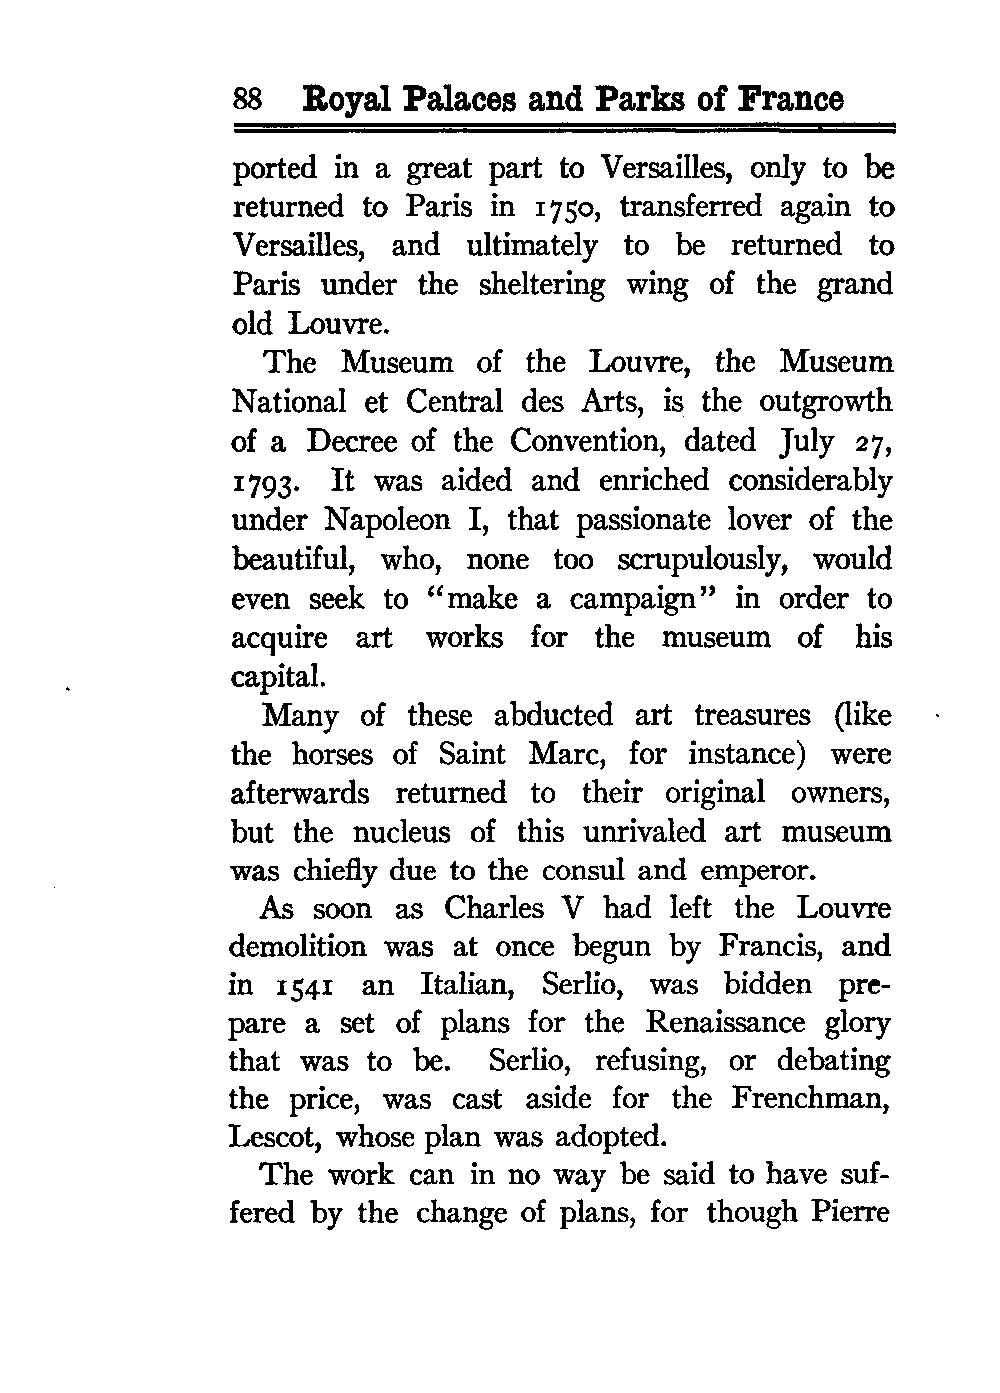 88 Royal Palaces and Parks of France
ported in a great part to Versailles, only to be
returned to Paris in 1750, transferred again to
Versailles, and ultimately to be returned to
Paris under the sheltering wing of the grand
old Louvre.
The Museum of the Louvre, the Museum
National et Central des Arts, is the outgrowth
of a Decree of the Convention, dated July 27,
1793. It was aided and enriched considerably
under Napoleon I, that passionate lover of the
beautiful, who, none too scrupulously, would
even seek to "make a campaign" in order to
acquire art works for the museum of his
capital.
Many of these abducted art treasures (like
the horses of Saint Marc, for instance) were
afterwards returned to their original owners,
but the nucleus of this unrivaled art museum
was chiefly due to the consul and emperor.
As soon as Charles V had left the Louvre
demolition was at once begun by Francis, and
in 1541 an Italian, Serlio, was bidden pre-
pare a set of plans for the Renaissance glory
that was to be. Serlio, refusing, or debating
the price, was cast aside for the Frenchman,
Lescot, whose plan was adopted.
The work can in no way be said to have suf-
fered by the change of plans, for though Pierre